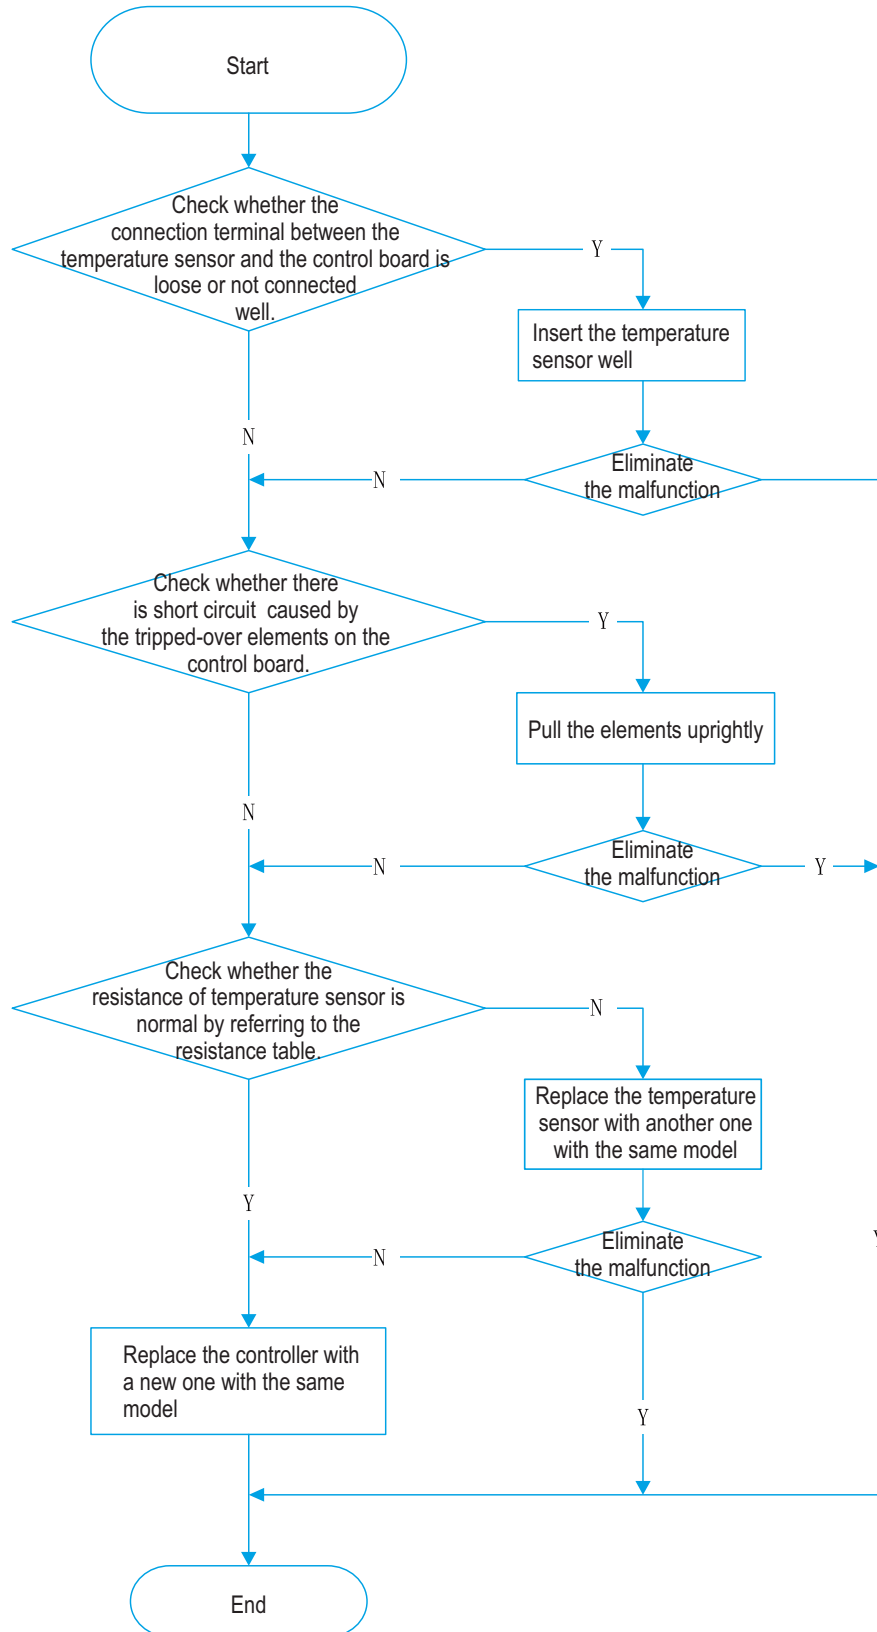 Start
Check whether the
connection terminal between the
temperature sensor and the control board is
loose or not connected
well.
Y
Insert the temperature
sensor well
N
Eliminate
the malfunction
N
Check whether there
is short circuit caused by
the tripped-over elements on the
control board.
Y
Pull the elements uprightly
N
Eliminate
the malfunction
N
Y
Check whether the
resistance of temperature sensor is
normal by referring to the
resistance table.
N
Replace the temperature
sensor with another one
with the same model
Y
Eliminate
the malfunction
N
Y
Replace the controller with
a new one with the same
model
Y
End